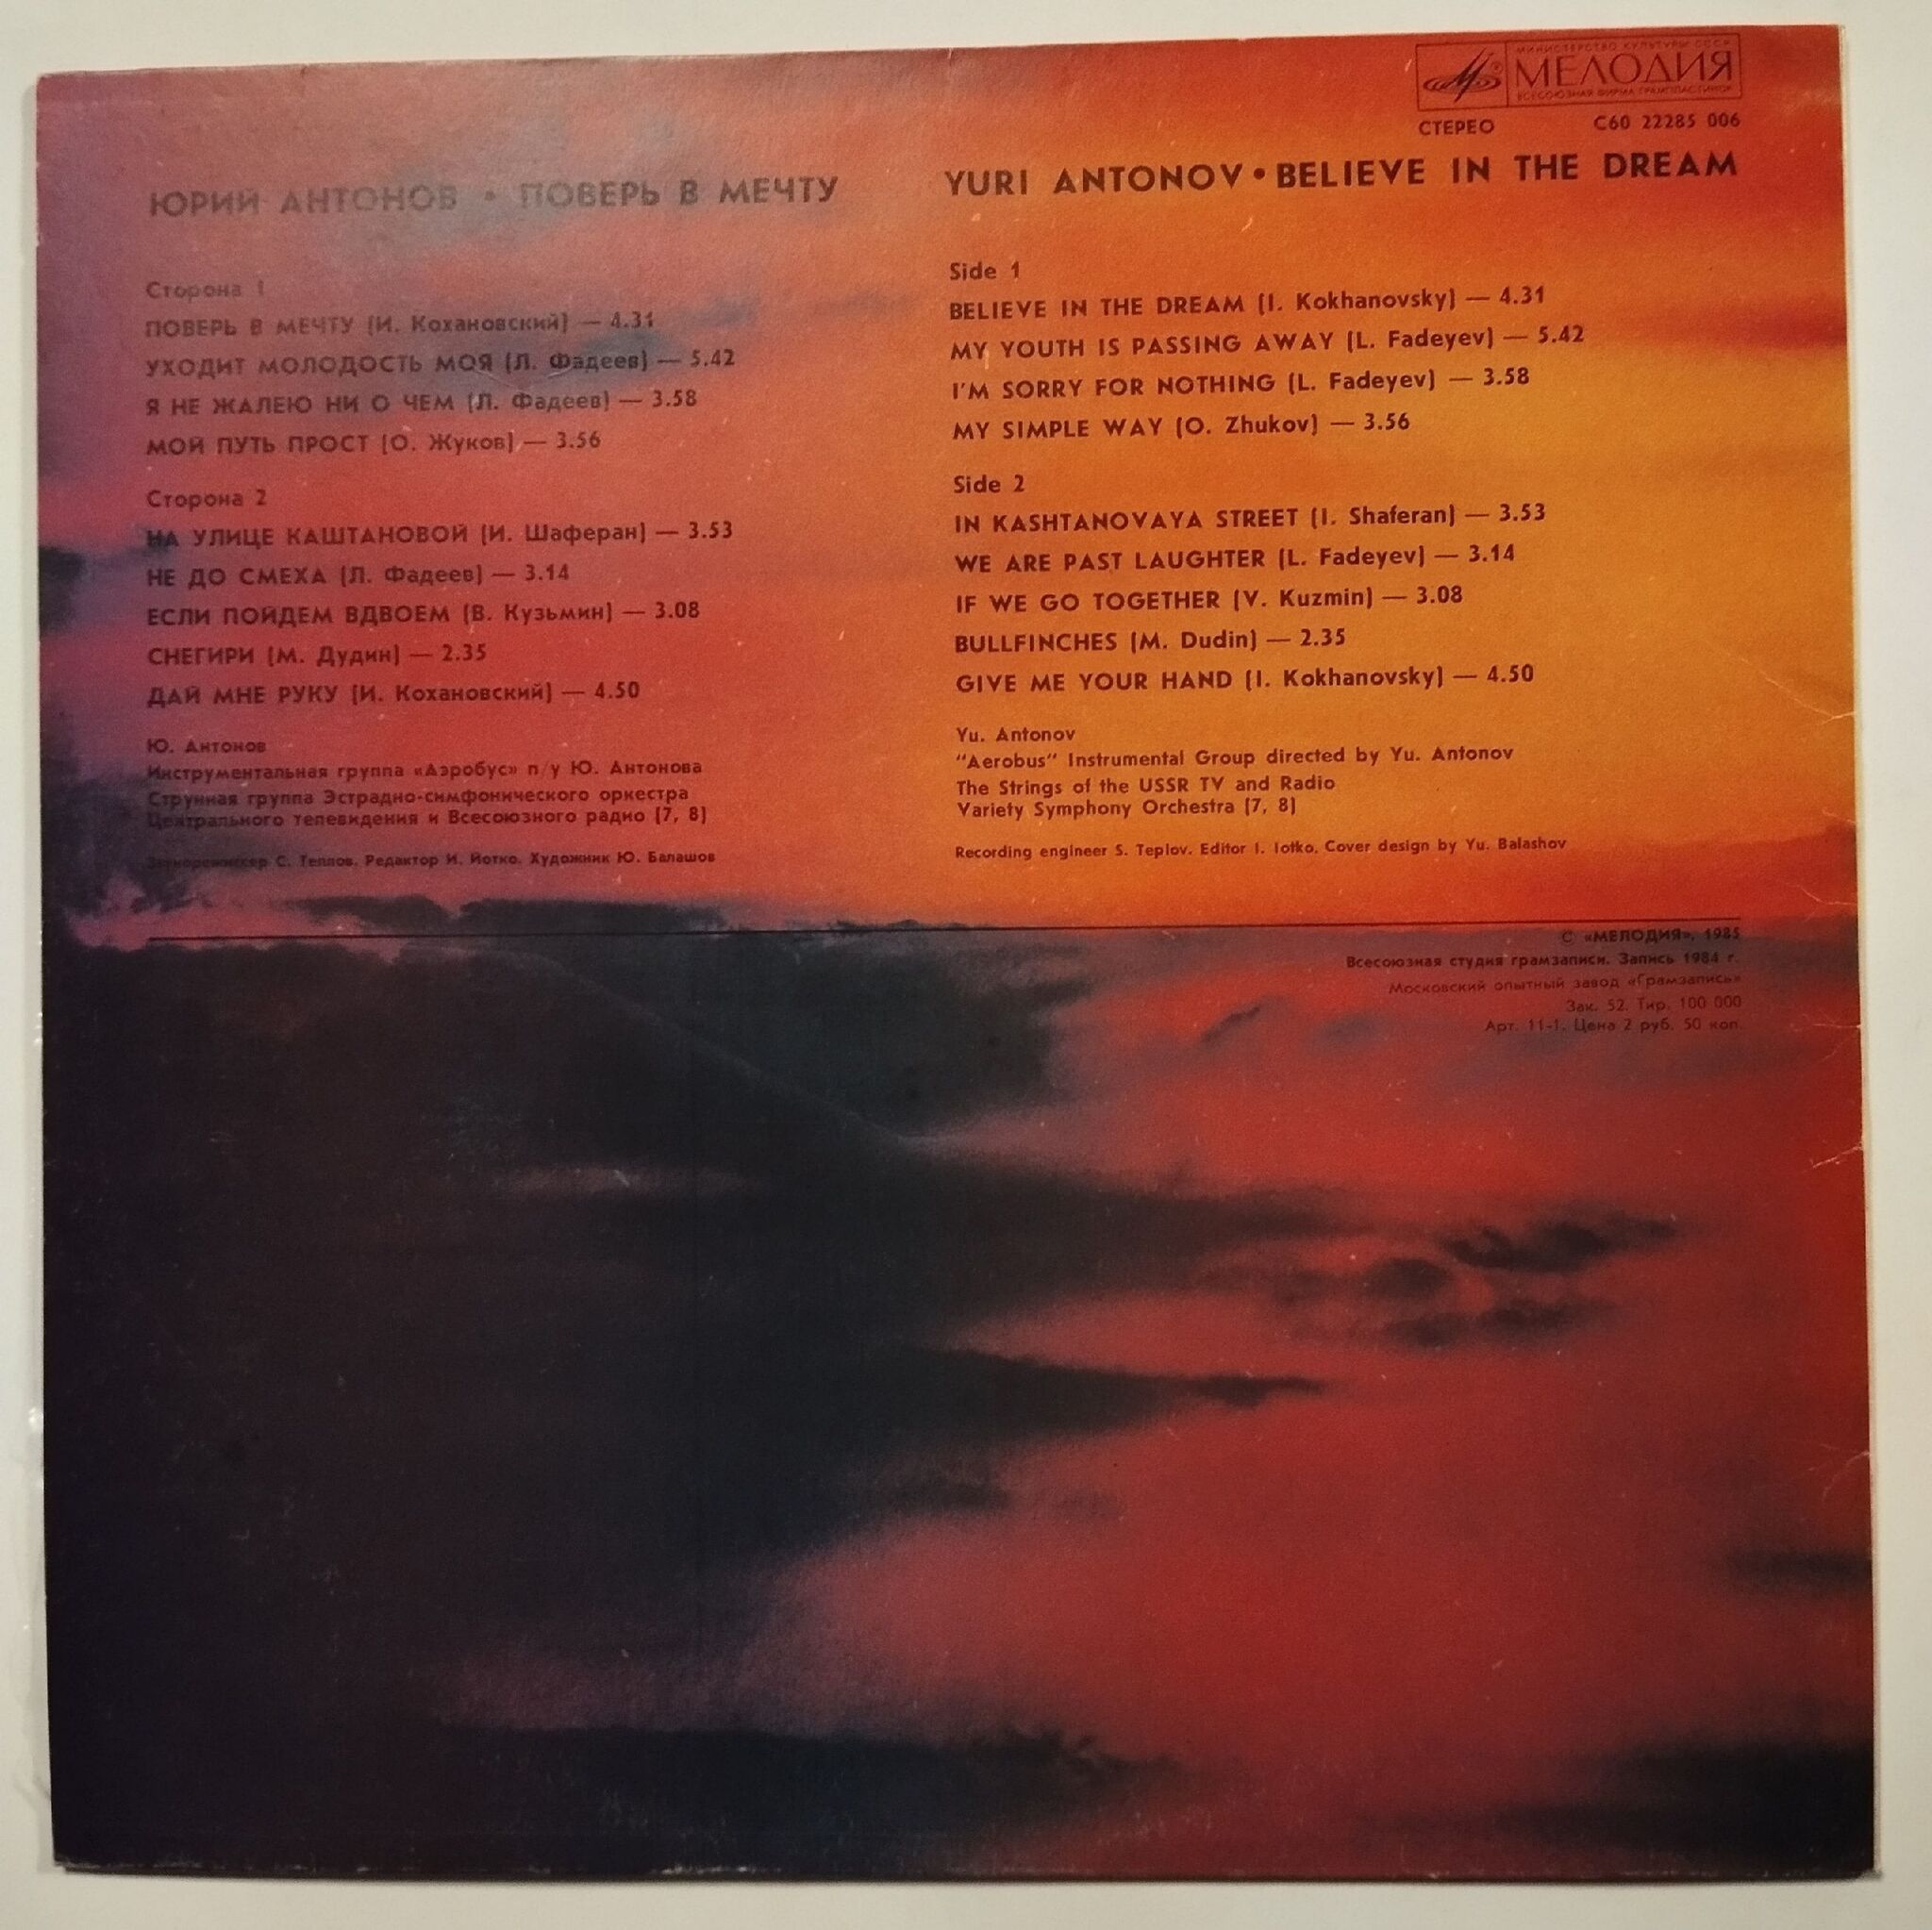 МИНИСТЕРСТВО КУЛЬТУРЫ СССР
МЕЛОДИЯ
ВСЕСОЮЗНАЯ ФИРМА ГРАМПЛАСТИНОК
СТЕРЕО С60 22285 006
ЮРИЙ АНТОНОВ • ПОВЕРЬ В МЕЧТУ
Сторона 1
ПОВЕРЬ В МЕЧТУ (И. Кохановский) — 4.31
УХОДИТ МОЛОДОСТЬ МОЯ (Л. Фадеев) — 5.42
Я НЕ ЖАЛЕЮ НИ О ЧЕМ (Л. Фадеев) — 3.58
МОЙ ПУТЬ ПРОСТ (О. Жуков) — 3.56
Сторона 2
НА УЛИЦЕ КАШТАНОВОЙ (И. Шаферан) — 3.53
НЕ ДО СМЕХА (Л. Фадеев) — 3.14
ЕСЛИ ПОЙДЕМ ВДВОЕМ (В. Кузьмин) — 3.08
СНЕГИРИ (М. Дудин) — 2.35
ДАЙ МНЕ РУКУ (И. Кохановский) — 4.50
Ю. Антонов
Инструментальная группа «Аэробус» п/у Ю. Антонова
Струнная группа Эстрадно-симфонического оркестра
Центрального телевидения и Всесоюзного радио (7, 8)
Звукорежиссер С. Теплов. Редактор И. Йотко. Художник Ю. Балашов
YURI ANTONOV • BELIEVE IN THE DREAM
Side 1
BELIEVE IN THE DREAM (I. Kokhanovsky) — 4.31
MY YOUTH IS PASSING AWAY (L. Fadeyev) — 5.42
I'M SORRY FOR NOTHING (L. Fadeyev) — 3.58
MY SIMPLE WAY (O. Zhukov) — 3.56
Side 2
IN KASHTANOVAYA STREET (I. Shaferan) — 3.53
WE ARE PAST LAUGHTER (L. Fadeyev) — 3.14
IF WE GO TOGETHER (V. Kuzmin) — 3.08
BULLFINCHES (M. Dudin) — 2.35
GIVE ME YOUR HAND (I. Kokhanovsky) — 4.50
Yu. Antonov
“Aerobus” Instrumental Group directed by Yu. Antonov
The Strings of the USSR TV and Radio
Variety Symphony Orchestra (7, 8)
Recording engineer S. Teplov. Editor I. Iotko. Cover design by Yu. Balashov
С «МЕЛОДИЯ», 1985
Всесоюзная студия грамзаписи. Запись 1984 г.
Московский опытный завод «Грамзапись»
Зак. 52. Тир. 100 000
Арт. 11-1. Цена 2 руб. 50 коп.